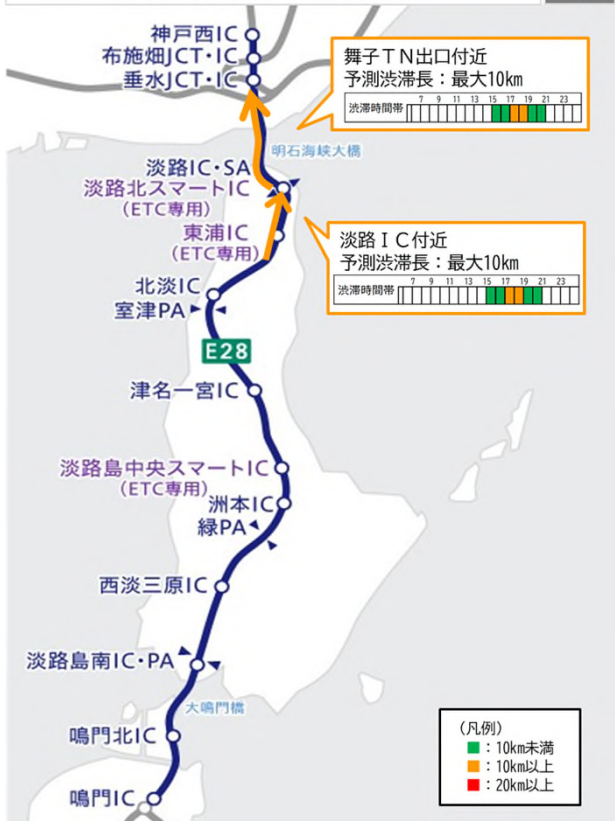 神戸西IC
布施畑JCT・IC
垂水JCT・IC
舞子TN出口付近
予測渋滞長：最大10km
渋滞時間帯
7 9 11 13 15 17 19 21 23
明石海峡大橋
淡路IC・SA
淡路北スマートIC
(ETC専用)
東浦IC
(ETC専用)
淡路IC付近
予測渋滞長：最大10km
渋滞時間帯
7 9 11 13 15 17 19 21 23
北淡IC
室津PA
E28
津名一宮IC
淡路島中央スマートIC
(ETC専用)
洲本IC
緑PA
西淡三原IC
淡路島南IC・PA
大鳴門橋
鳴門北IC
鳴門IC
(凡例)
：10km未満
：10km以上
：20km以上